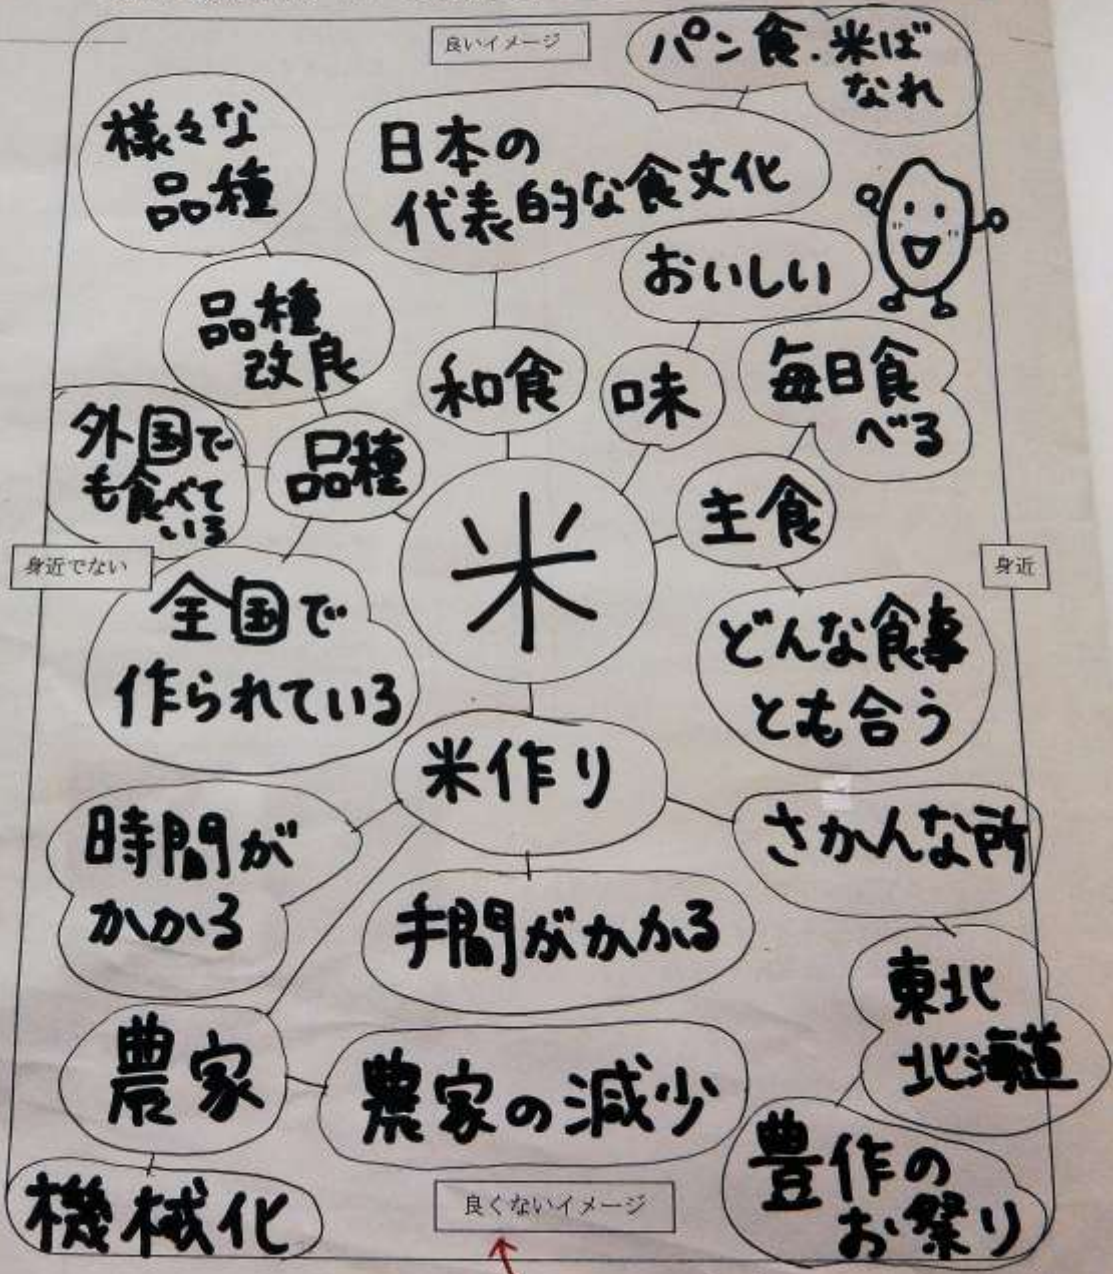 良いイメージ
パン食・米ば
なれ
様々な
品種
日本の
代表的な食文化
おいしい
品種
改良
和食
味
毎日食
べる
外国で
も食べて
いる
品種
米
主食
身近でない
身近
全国で
作られている
どんな食事
とも合う
米作り
時間が
かかる
手間がかかる
さかんな所
東北
北海道
農家
農家の減少
豊作の
お祭り
機械化
良くないイメージ